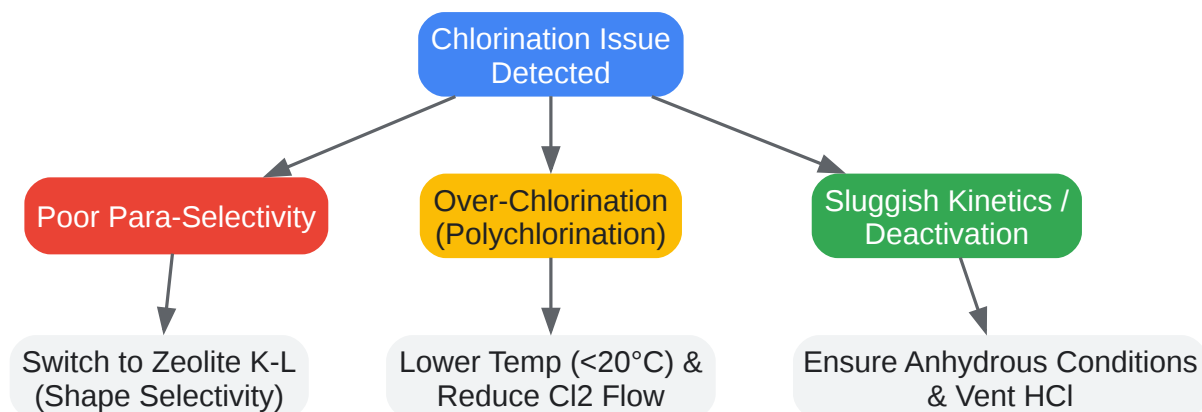 Chlorination Issue
Detected
Poor Para-Selectivity
Over-Chlorination
(Polychlorination)
Sluggish Kinetics /
Deactivation
Switch to Zeolite K-L
(Shape Selectivity)
Lower Temp (<20°C) &
Reduce Cl2 Flow
Ensure Anhydrous Conditions
& Vent HCl